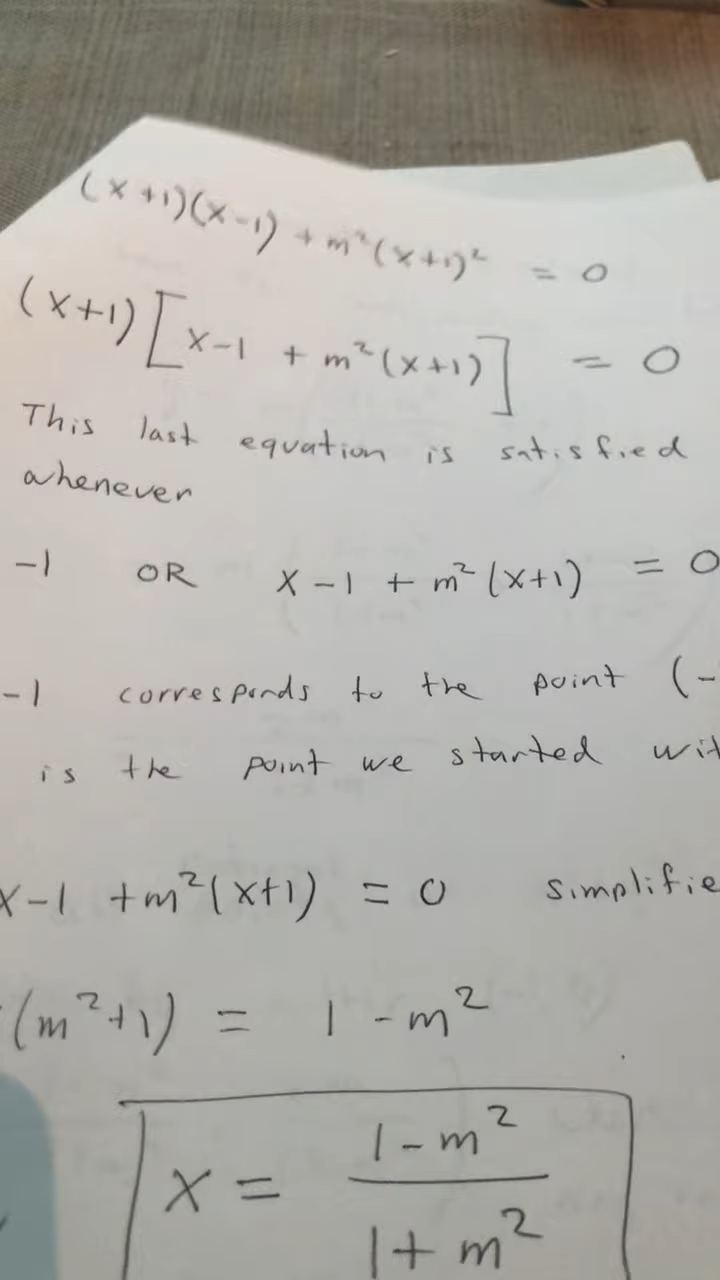 (x+1)(x-1) + m²(x+1)² = 0
(x+1)[x-1 + m²(x+1)] = 0
This last equation is satisfied
whenever
-1 OR x-1 + m²(x+1) = 0
-1 corresponds to the point (-
is the point we started wit
x-1 + m²(x+1) = 0 simplifie
(m²+1) = 1-m²
x = \frac{1-m²}{1+m²}